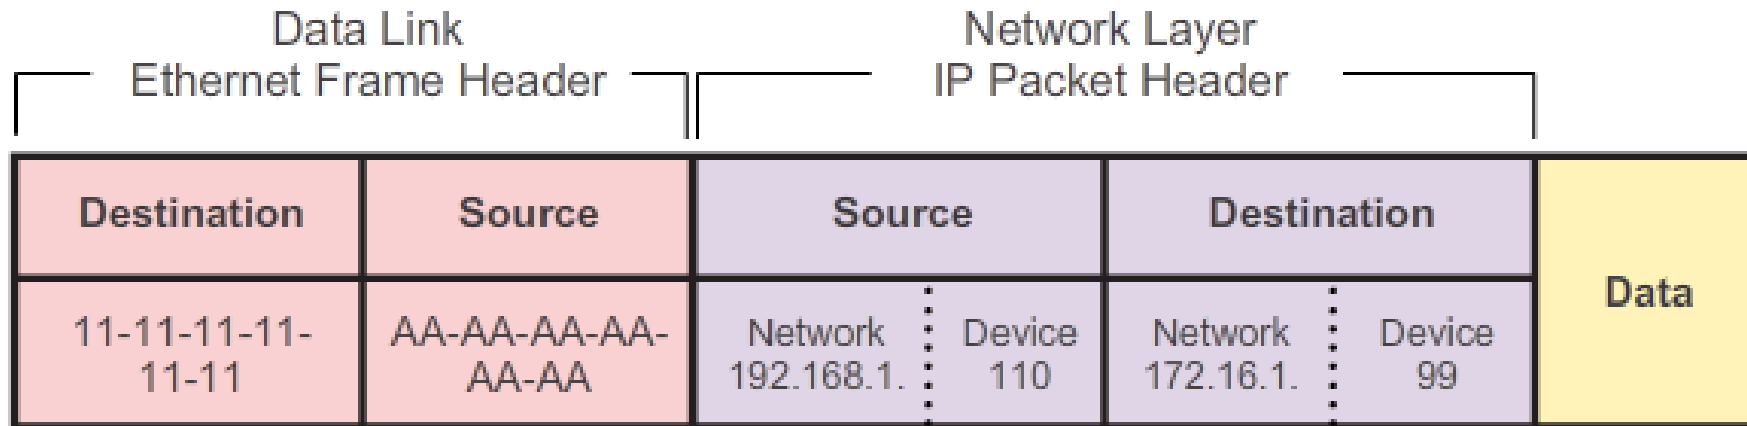 Data Link
Ethernet Frame Header
Network Layer
IP Packet Header
Destination
Source
Source
Destination
Data
11-11-11-11-
11-11
AA-AA-AA-AA-
AA-AA
Network
192.168.1.
Device
110
Network
172.16.1.
Device
99